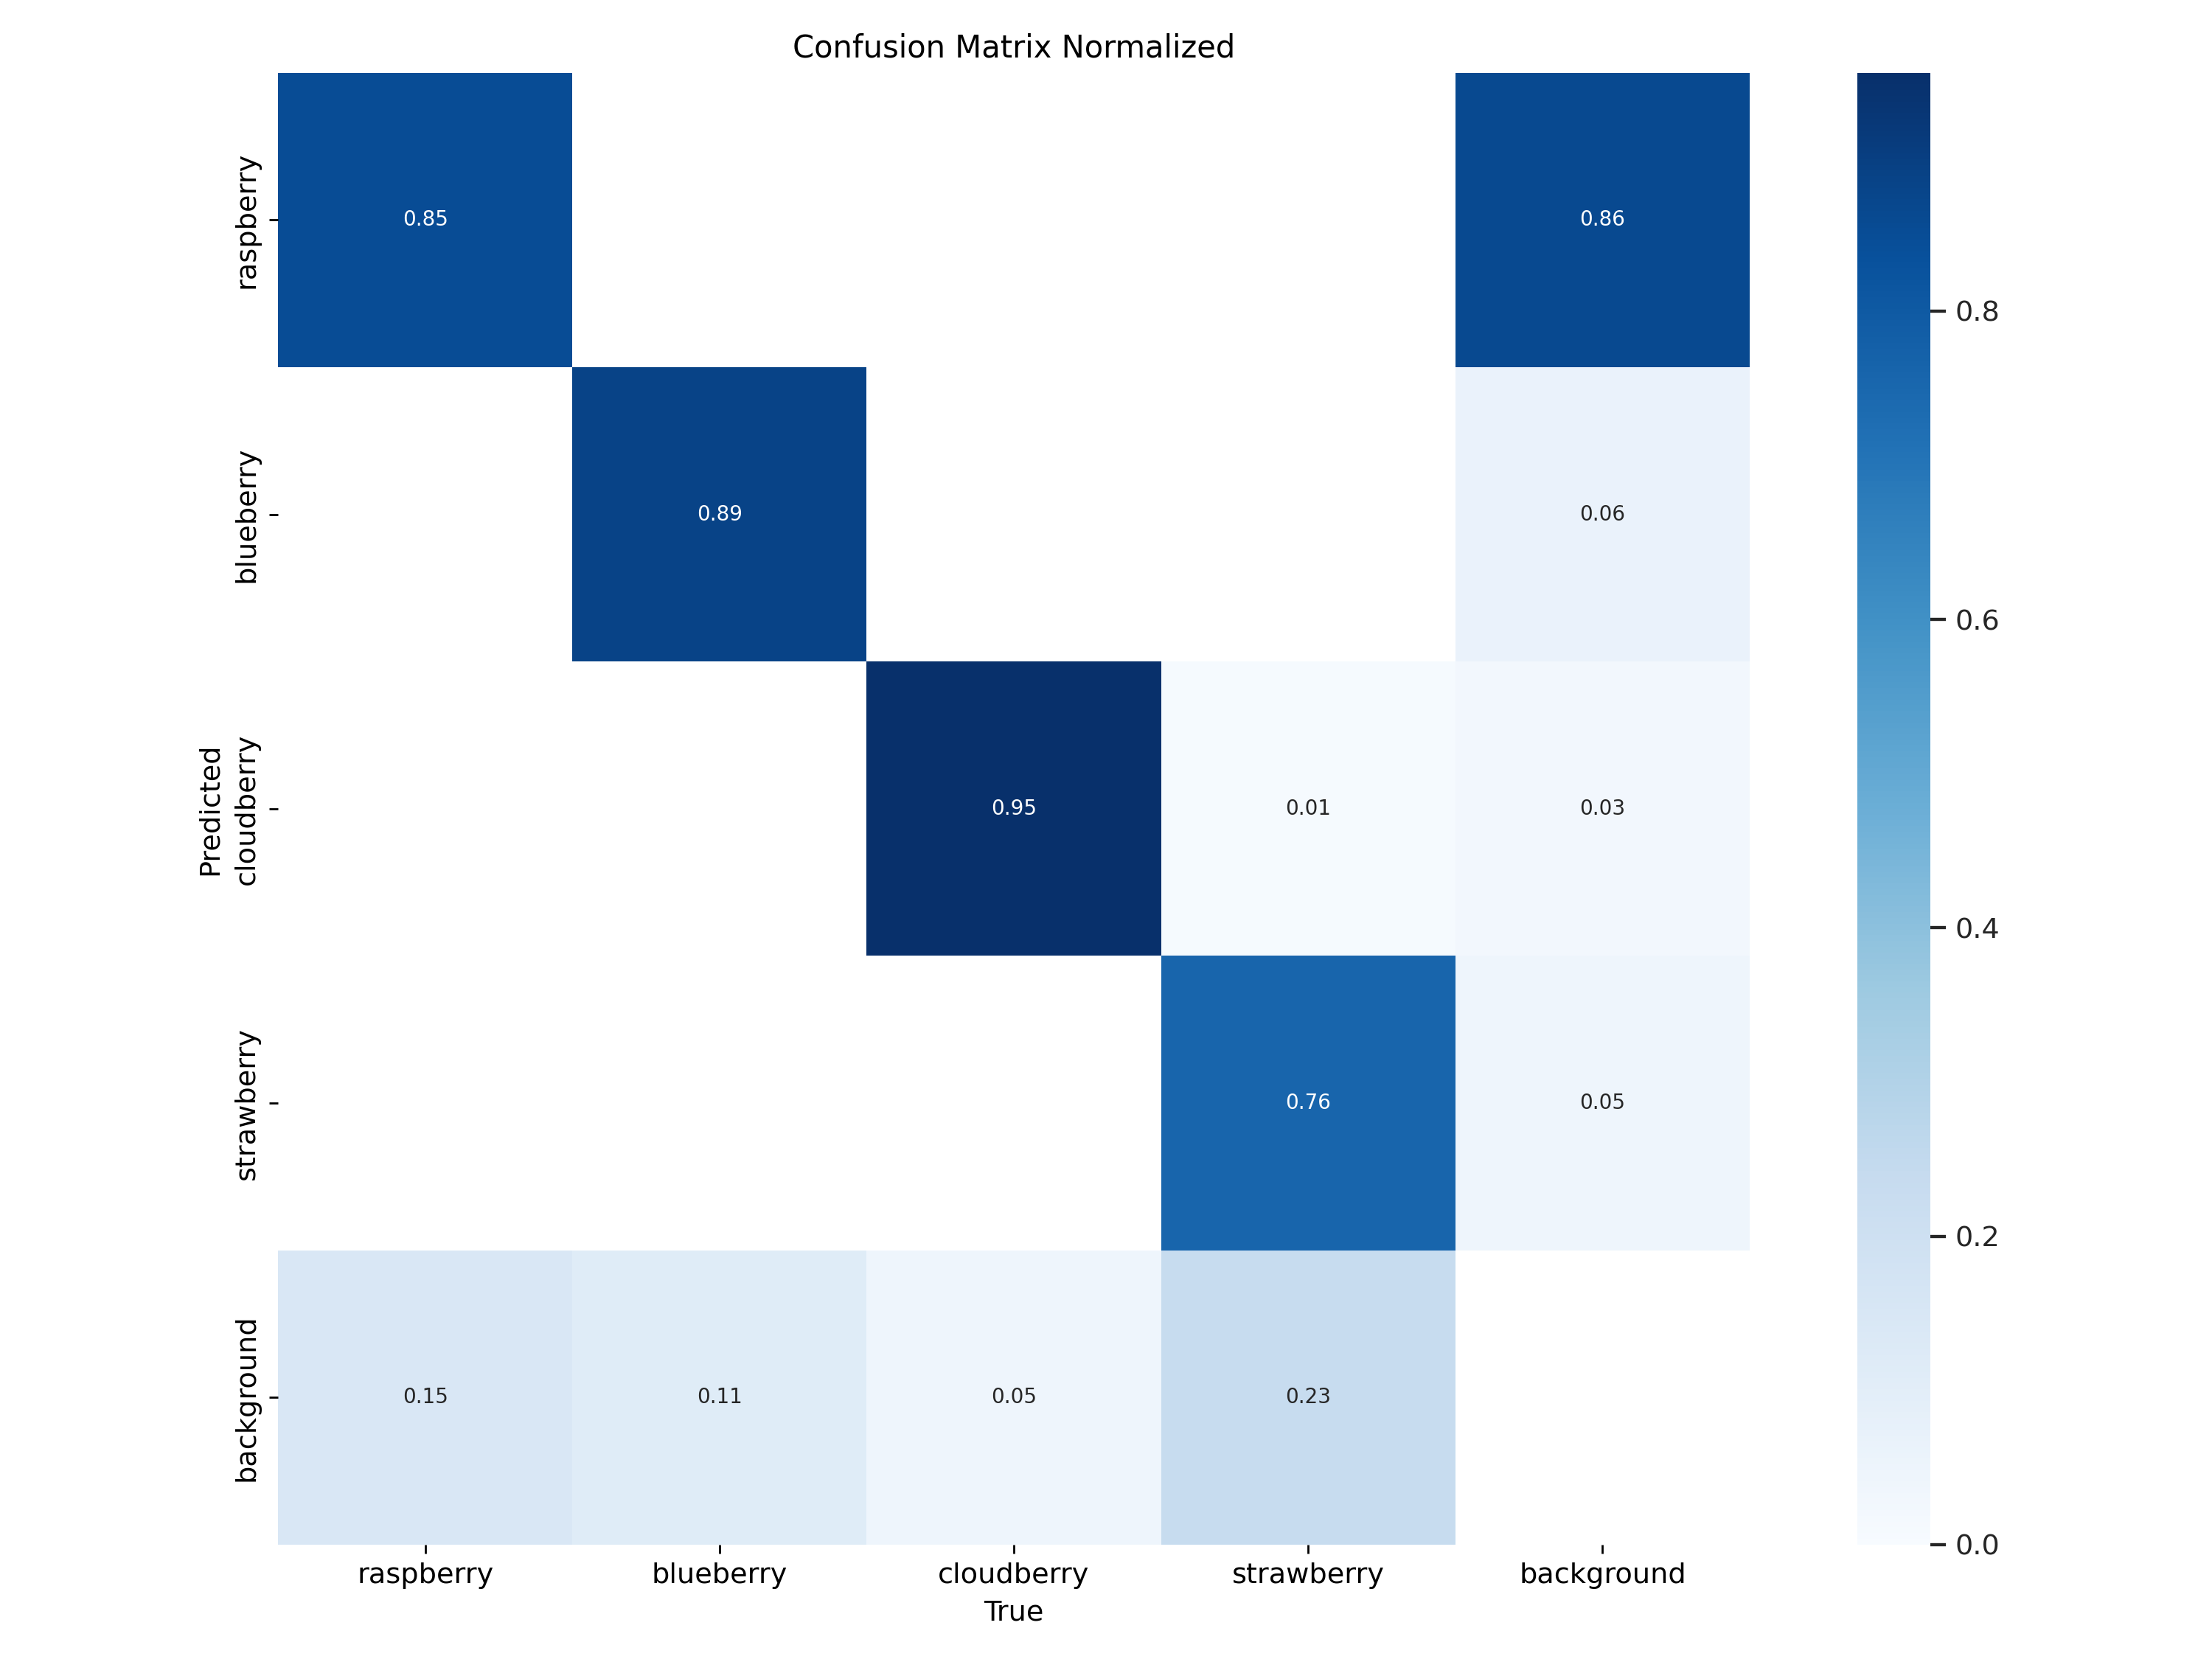 Confusion Matrix Normalized
raspberry
0.85
0.86
0.8
blueberry
0.89
0.06
0.6
Predicted
cloudberry
0.95
0.01
0.03
0.4
strawberry
0.76
0.05
0.2
background
0.15
0.11
0.05
0.23
0.0
raspberry
blueberry
cloudberry
strawberry
background
True